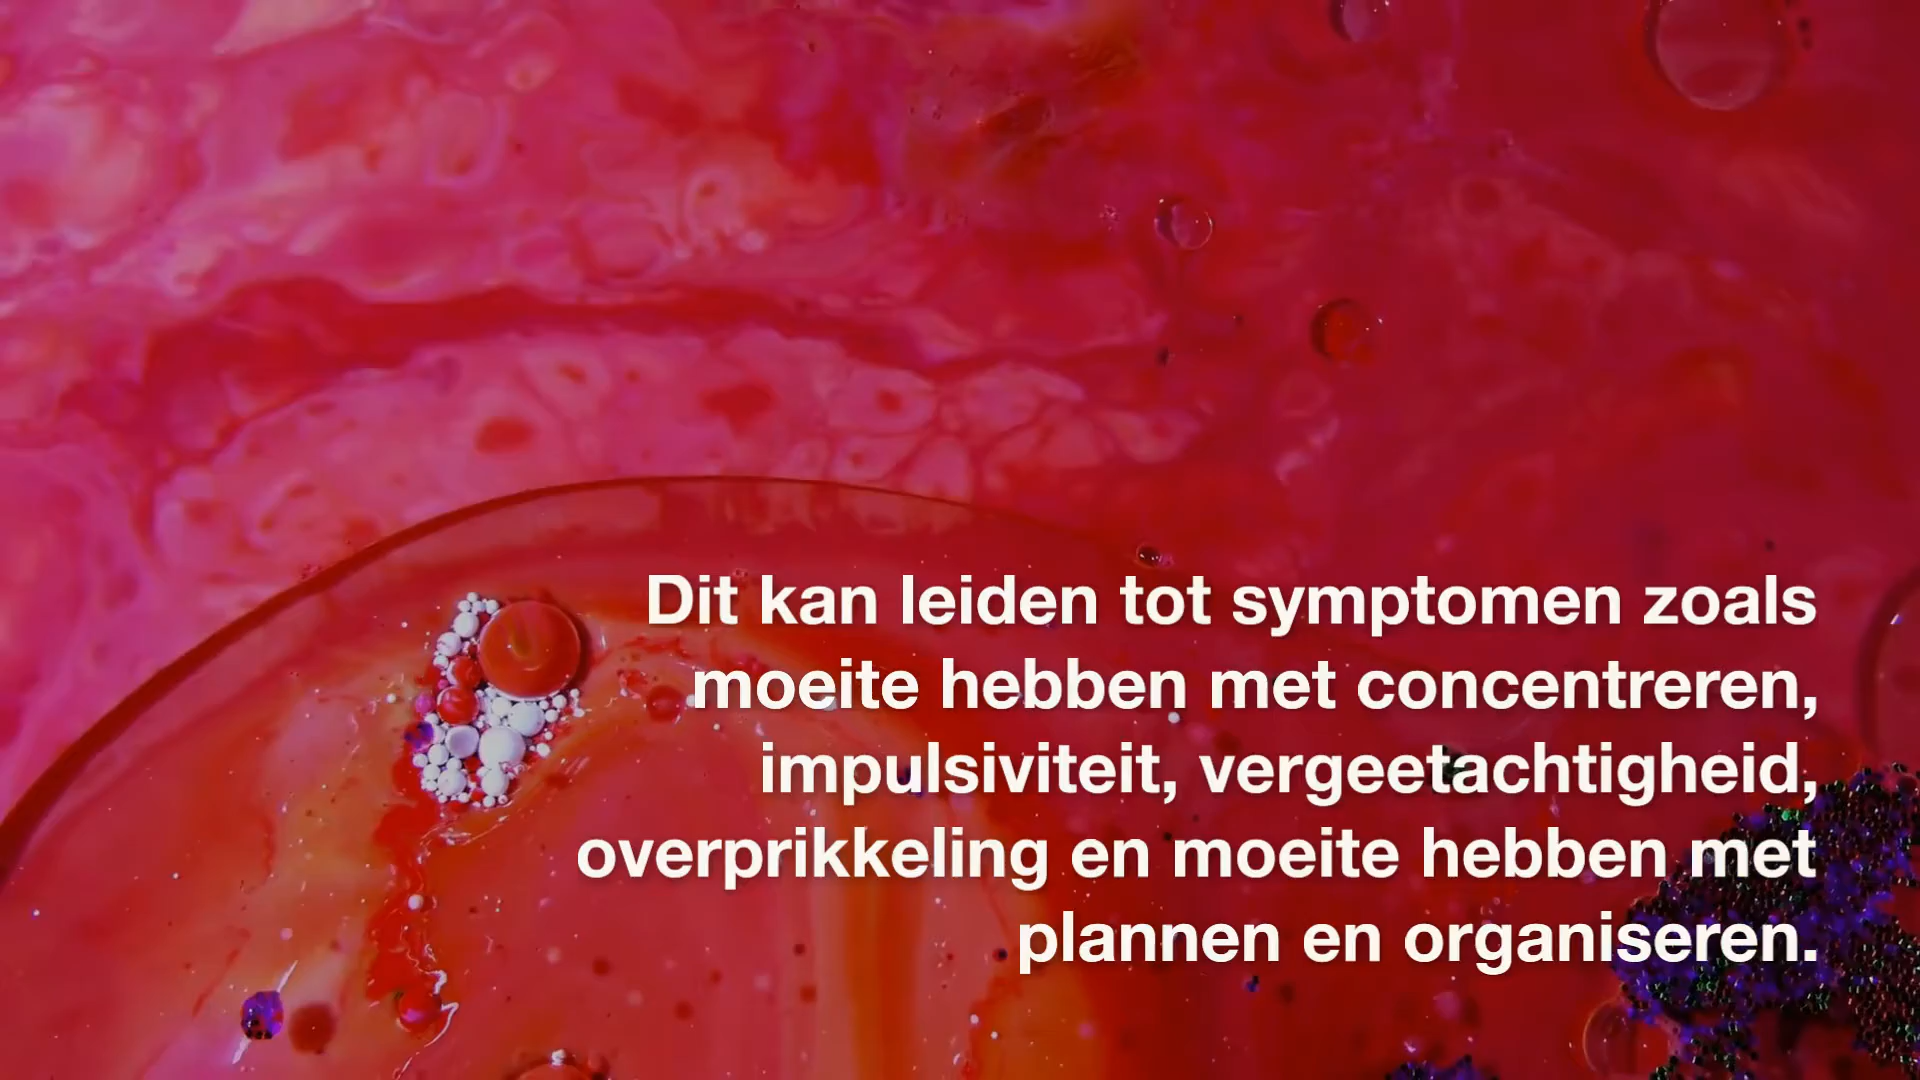 Dit kan leiden tot symptomen zoals
moeite hebben met concentreren,
impulsiviteit, vergeetachtigheid,
overprikkeling en moeite hebben met
plannen en organiseren.